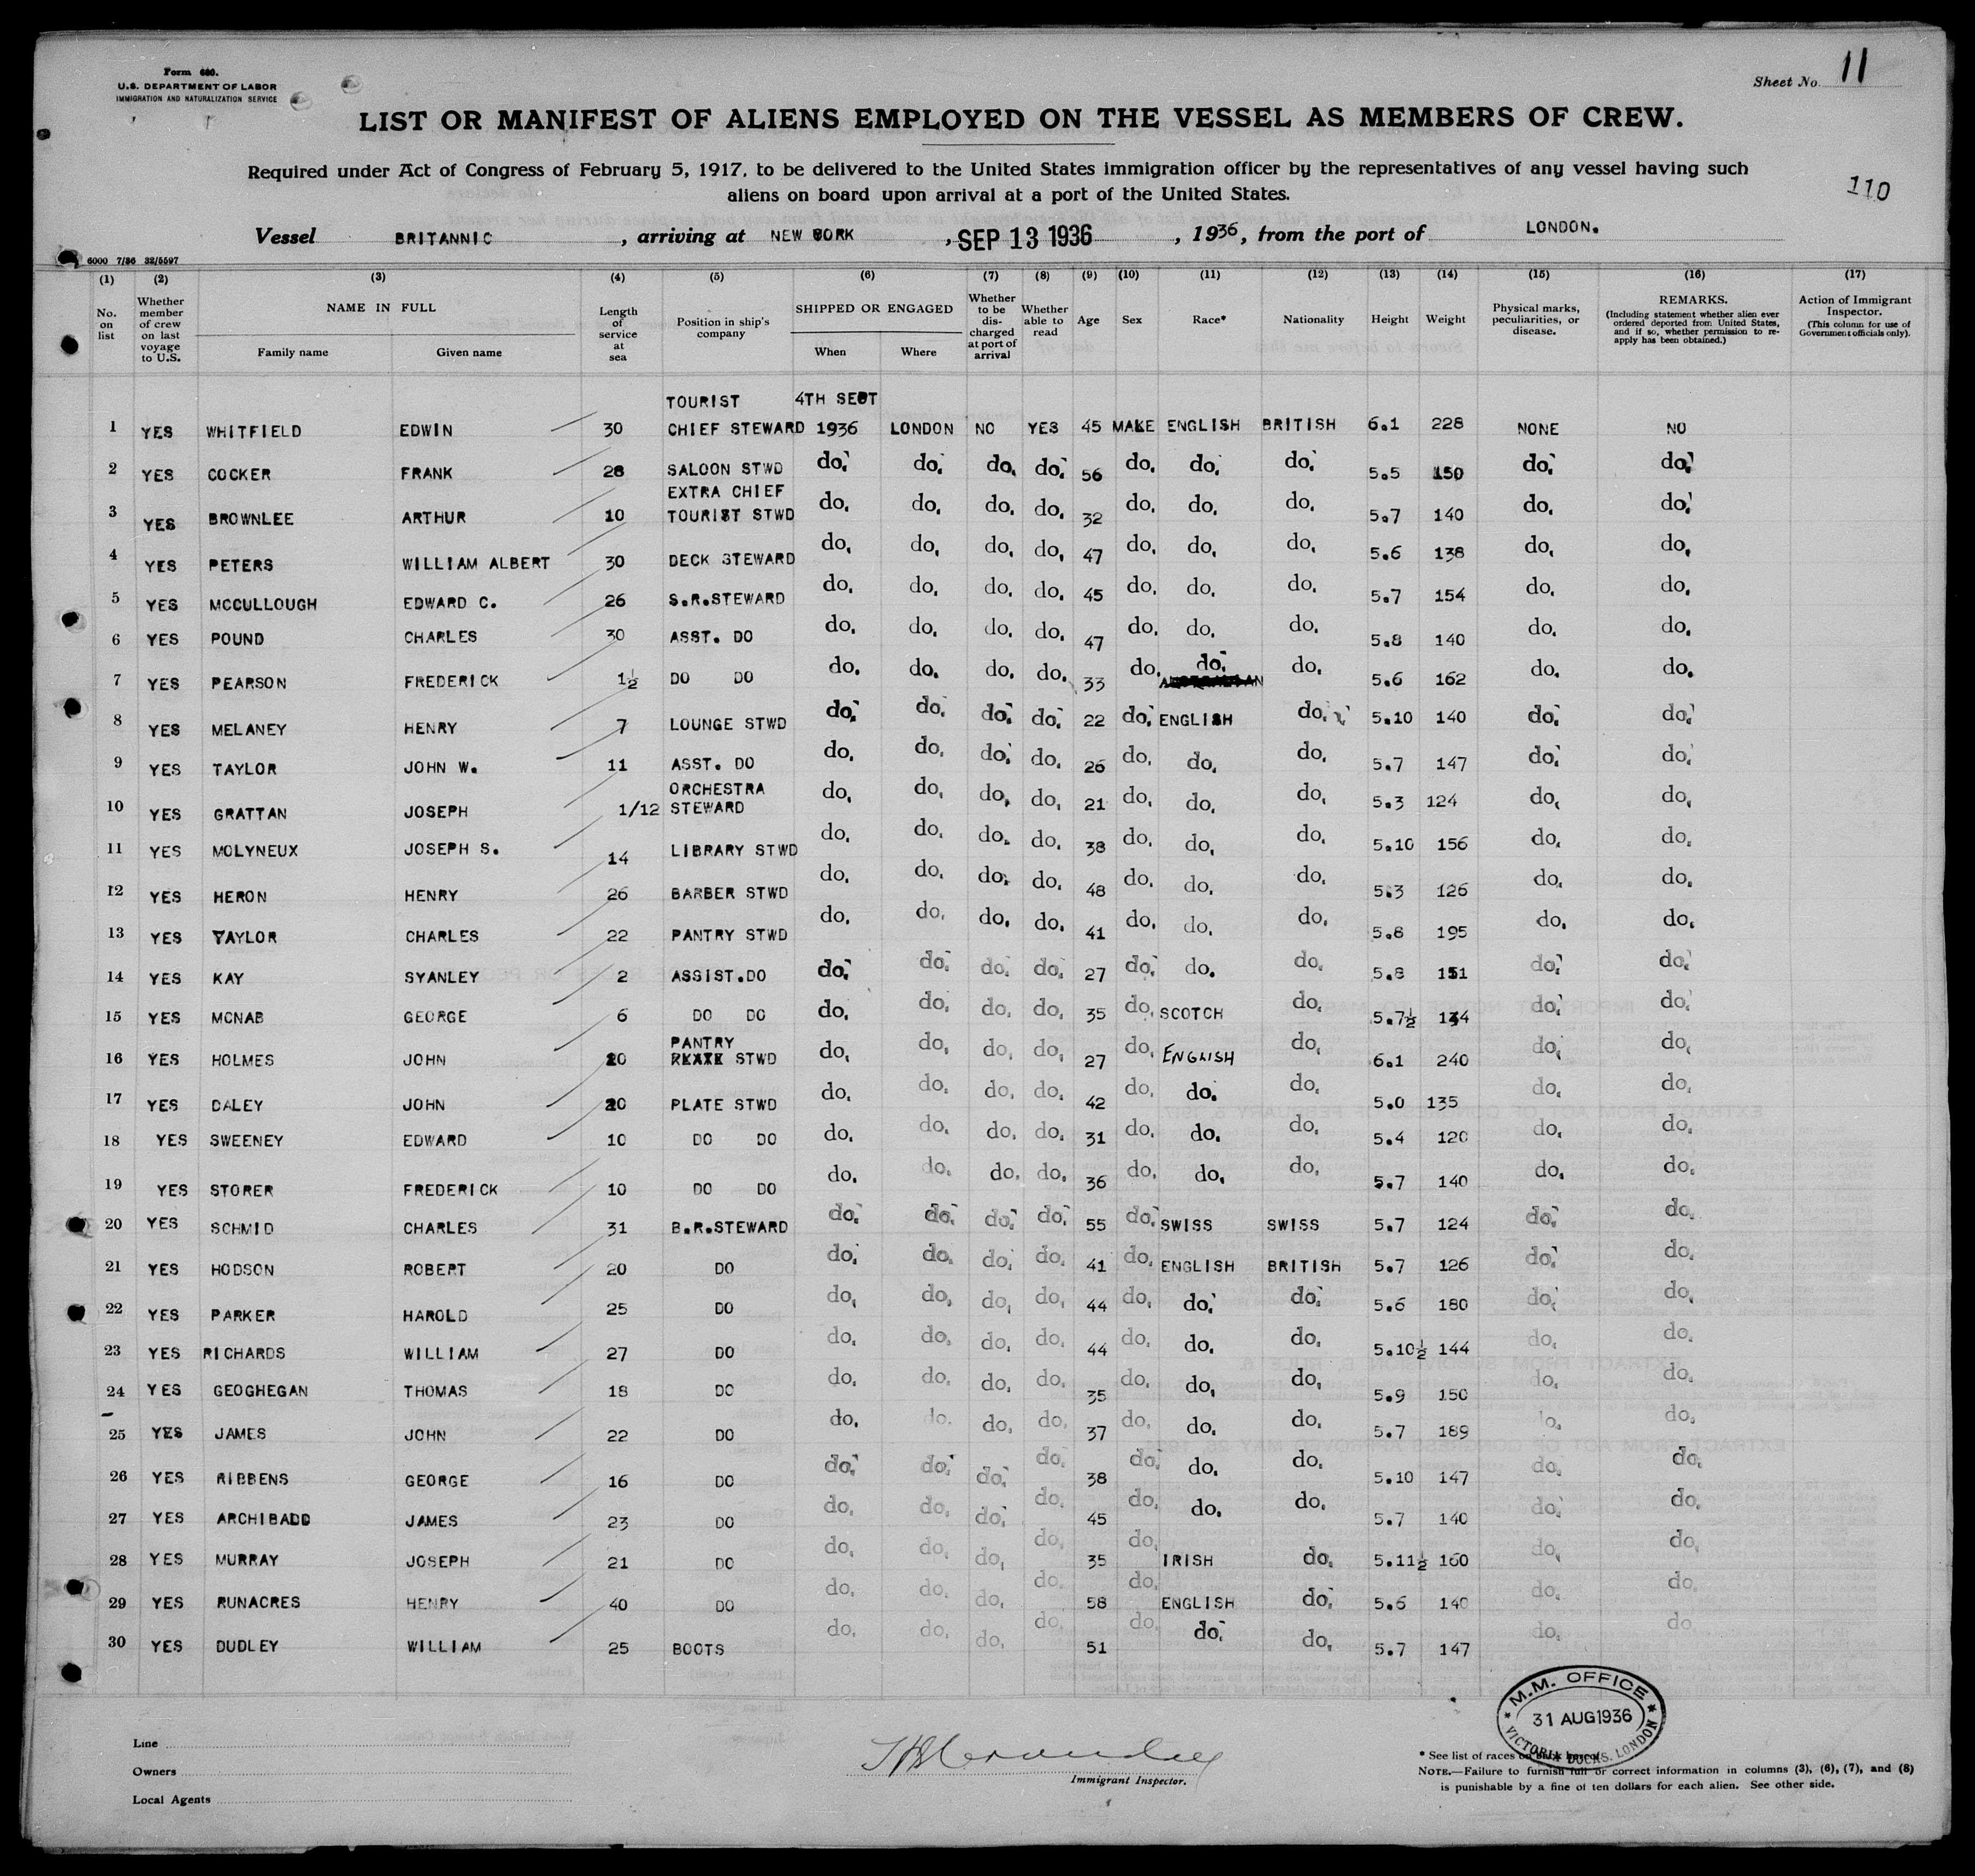 Form 680.
U.S. DEPARTMENT OF LABOR
IMMIGRATION AND NATURALIZATION SERVICE
Sheet No. 11
LIST OR MANIFEST OF ALIENS EMPLOYED ON THE VESSEL AS MEMBERS OF CREW.
Required under Act of Congress of February 5, 1917, to be delivered to the United States immigration officer by the representatives of any vessel having such
aliens on board upon arrival at a port of the United States.
110
Vessel BRITANNIC , arriving at NEW YORK , SEP 13 1936 , 1936, from the port of LONDON.
6000 7/36 32/5597
(1) (2) (3) (4) (5) (6) (7) (8) (9) (10) (11) (12) (13) (14) (15) (16) (17)
No. on list
Whether member of crew on last voyage to U.S.
NAME IN FULL
Family name Given name
Length of service at sea
Position in ship's company
SHIPPED OR ENGAGED
When Where
Whether to be discharged at port of arrival
Whether able to read
Age Sex Race* Nationality Height Weight
Physical marks, peculiarities, or disease.
REMARKS.
(Including statement whether alien ever ordered deported from United States, and if so, whether permission to reapply has been obtained.)
Action of Immigrant Inspector.
(This column for use of Government officials only).
TOURIST 4TH SEPT
1 YES WHITFIELD EDWIN 30 CHIEF STEWARD 1936 LONDON NO YES 45 MAKE ENGLISH BRITISH 6.1 228 NONE NO
2 YES COCKER FRANK 28 SALOON STWD do. do. do. do. 56 do. do. do. 5.5 150 do. do.
EXTRA CHIEF
3 YES BROWNLEE ARTHUR 10 TOURIST STWD do. do. do. do. 32 do. do. do. 5.7 140 do. do.
4 YES PETERS WILLIAM ALBERT 30 DECK STEWARD do. do. do. do. 47 do. do. do. 5.6 138 do. do.
5 YES MCCULLOUGH EDWARD C. 26 S.R.STEWARD do. do. do. do. 45 do. do. do. 5.7 154 do. do.
6 YES POUND CHARLES 30 ASST. DO do. do. do. do. 47 do. do. do. 5.8 140 do. do.
7 YES PEARSON FREDERICK 1½ DO DO do. do. do. do. 33 do. do. do. 5.6 162 do. do.
8 YES MELANEY HENRY 7 LOUNGE STWD do. do. do. do. 22 do. ENGLISH do. 5.10 140 do. do.
9 YES TAYLOR JOHN W. 11 ASST. DO do. do. do. do. 26 do. do. do. 5.7 147 do. do.
ORCHESTRA
10 YES GRATTAN JOSEPH 1/12 STEWARD do. do. do. do. 21 do. do. do. 5.3 124 do. do.
11 YES MOLYNEUX JOSEPH S. 14 LIBRARY STWD do. do. do. do. 38 do. do. do. 5.10 156 do. do.
12 YES HERON HENRY 26 BARBER STWD do. do. do. do. 48 do. do. do. 5.3 126 do. do.
13 YES TAYLOR CHARLES 22 PANTRY STWD do. do. do. do. 41 do. do. do. 5.8 195 do. do.
14 YES KAY SYANLEY 2 ASSIST.DO do. do. do. do. 27 do. do. do. 5.8 151 do. do.
15 YES MCNAB GEORGE 6 DO DO do. do. do. do. 35 do. SCOTCH do. 5.7½ 134 do. do.
PANTRY
16 YES HOLMES JOHN 20 STWD do. do. do. do. 27 do. ENGLISH do. 6.1 240 do. do.
17 YES DALEY JOHN 20 PLATE STWD do. do. do. do. 42 do. do. do. 5.0 135 do. do.
18 YES SWEENEY EDWARD 10 DO DO do. do. do. do. 31 do. do. do. 5.4 120 do. do.
19 YES STORER FREDERICK 10 DO DO do. do. do. do. 36 do. do. do. 5.7 140 do. do.
20 YES SCHMID CHARLES 31 B.R.STEWARD do. do. do. do. 55 do. SWISS SWISS 5.7 124 do. do.
21 YES HODSON ROBERT 20 DO do. do. do. do. 41 do. ENGLISH BRITISH 5.7 126 do. do.
22 YES PARKER HAROLD 25 DO do. do. do. do. 44 do. do. do. 5.6 180 do. do.
23 YES RICHARDS WILLIAM 27 DO do. do. do. do. 44 do. do. do. 5.10½ 144 do. do.
24 YES GEOGHEGAN THOMAS 18 DO do. do. do. do. 35 do. do. do. 5.9 150 do. do.
25 YES JAMES JOHN 22 DO do. do. do. do. 37 do. do. do. 5.7 189 do. do.
26 YES RIBBENS GEORGE 16 DO do. do. do. do. 38 do. do. do. 5.10 147 do. do.
27 YES ARCHIBADD JAMES 23 DO do. do. do. do. 45 do. do. do. 5.7 140 do. do.
28 YES MURRAY JOSEPH 21 DO do. do. do. do. 35 do. IRISH do. 5.11½ 160 do. do.
29 YES RUNACRES HENRY 40 DO do. do. do. do. 58 do. ENGLISH do. 5.6 140 do. do.
30 YES DUDLEY WILLIAM 25 BOOTS do. do. do. do. 51 do. do. do. 5.7 147 do. do.
M.M. OFFICE
31 AUG 1936
VICTORIA DOCKS. LONDON
Line
Owners
Local Agents
Immigrant Inspector.
* See list of races on back hereof.
NOTE.—Failure to furnish full or correct information in columns (3), (6), (7), and (8)
is punishable by a fine of ten dollars for each alien. See other side.